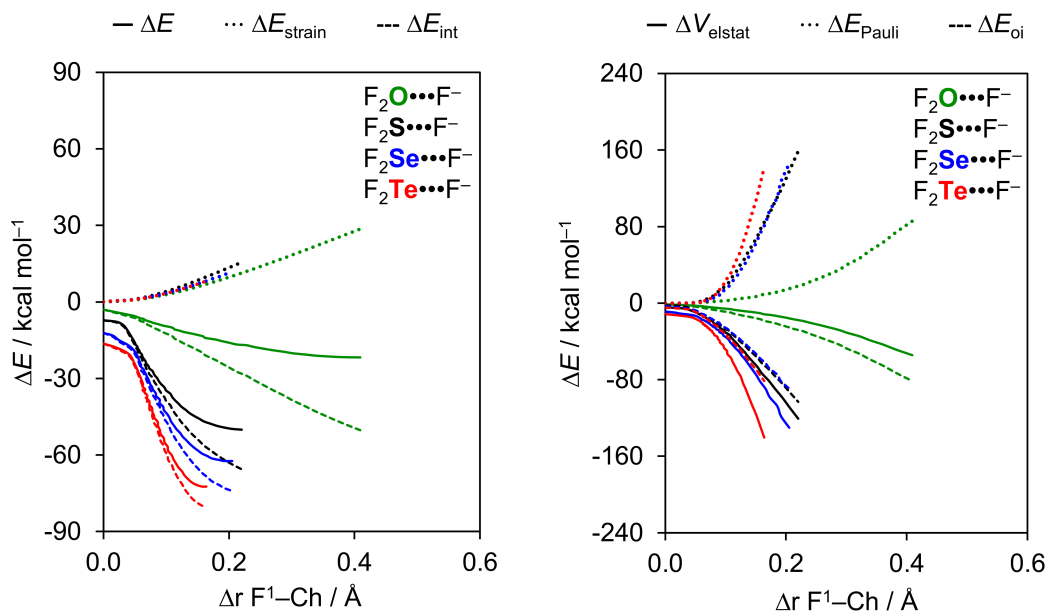 ΔE ΔE_strain ΔE_int
90
60
30
0
-30
-60
-90
ΔE / kcal mol⁻¹
F₂O•••F⁻
F₂S•••F⁻
F₂Se•••F⁻
F₂Te•••F⁻
0.0 0.2 0.4 0.6
Δr F¹–Ch / Å
ΔV_elstat ΔE_Pauli ΔE_oi
240
160
80
0
-80
-160
-240
ΔE / kcal mol⁻¹
F₂O•••F⁻
F₂S•••F⁻
F₂Se•••F⁻
F₂Te•••F⁻
0.0 0.2 0.4 0.6
Δr F¹–Ch / Å